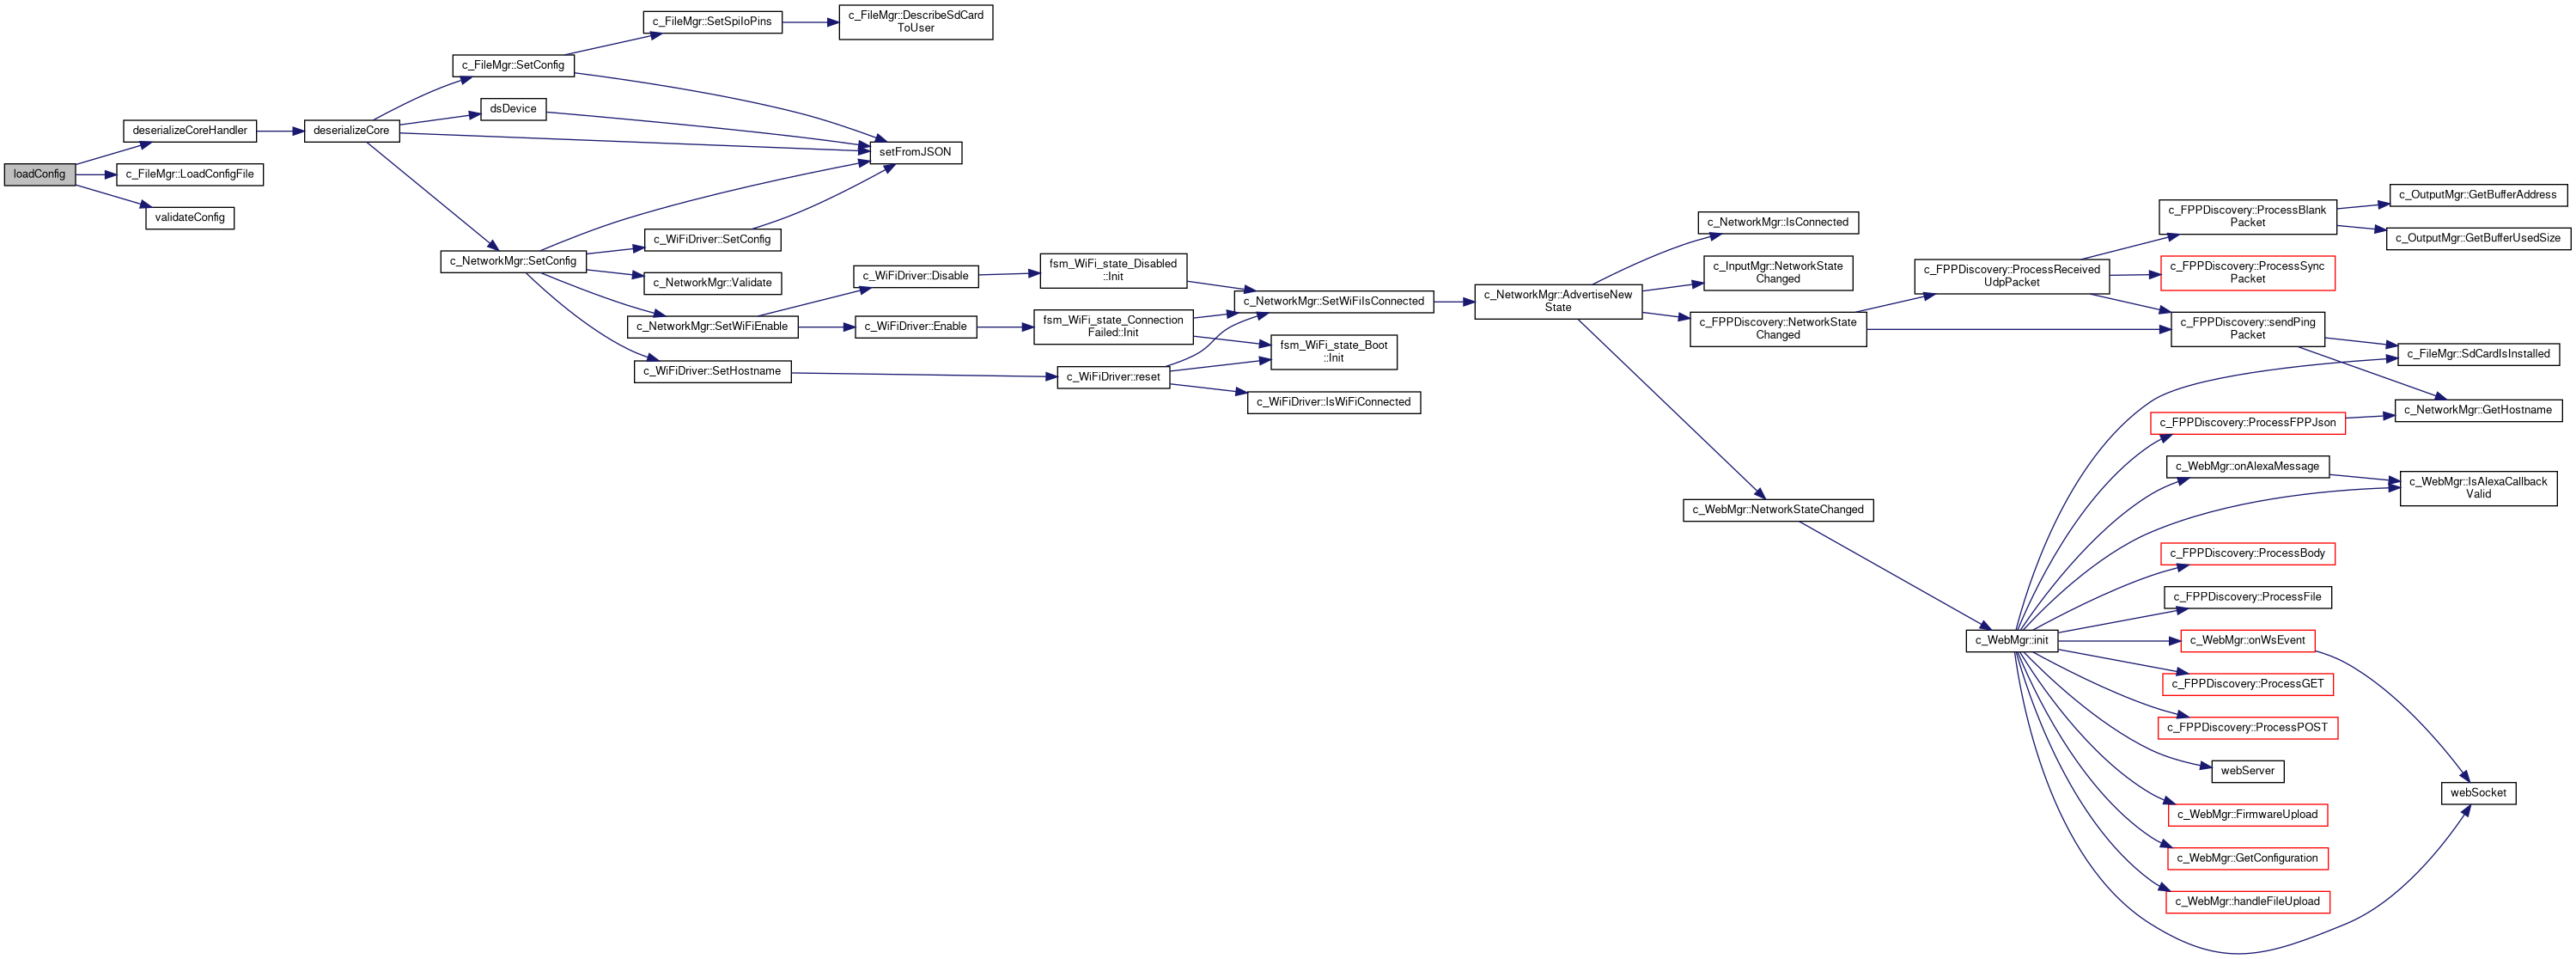 loadConfig
deserializeCoreHandler
c_FileMgr::LoadConfigFile
validateConfig
deserializeCore
c_FileMgr::SetConfig
dsDevice
c_NetworkMgr::SetConfig
c_FileMgr::SetSpiIoPins
c_FileMgr::DescribeSdCard
ToUser
setFromJSON
c_WiFiDriver::SetConfig
c_NetworkMgr::Validate
c_NetworkMgr::SetWiFiEnable
c_WiFiDriver::SetHostname
c_WiFiDriver::Disable
c_WiFiDriver::Enable
fsm_WiFi_state_Disabled
::Init
fsm_WiFi_state_Connection
Failed::Init
c_WiFiDriver::reset
c_NetworkMgr::SetWiFiIsConnected
fsm_WiFi_state_Boot
::Init
c_WiFiDriver::IsWiFiConnected
c_NetworkMgr::AdvertiseNew
State
c_NetworkMgr::IsConnected
c_InputMgr::NetworkState
Changed
c_FPPDiscovery::NetworkState
Changed
c_WebMgr::NetworkStateChanged
c_FPPDiscovery::ProcessReceived
UdpPacket
c_WebMgr::init
c_FPPDiscovery::ProcessBlank
Packet
c_FPPDiscovery::ProcessSync
Packet
c_FPPDiscovery::sendPing
Packet
c_FPPDiscovery::ProcessFPPJson
c_WebMgr::onAlexaMessage
c_FPPDiscovery::ProcessBody
c_FPPDiscovery::ProcessFile
c_WebMgr::onWsEvent
c_FPPDiscovery::ProcessGET
c_FPPDiscovery::ProcessPOST
webServer
c_WebMgr::FirmwareUpload
c_WebMgr::GetConfiguration
c_WebMgr::handleFileUpload
c_OutputMgr::GetBufferAddress
c_OutputMgr::GetBufferUsedSize
c_FileMgr::SdCardIsInstalled
c_NetworkMgr::GetHostname
c_WebMgr::IsAlexaCallback
Valid
webSocket